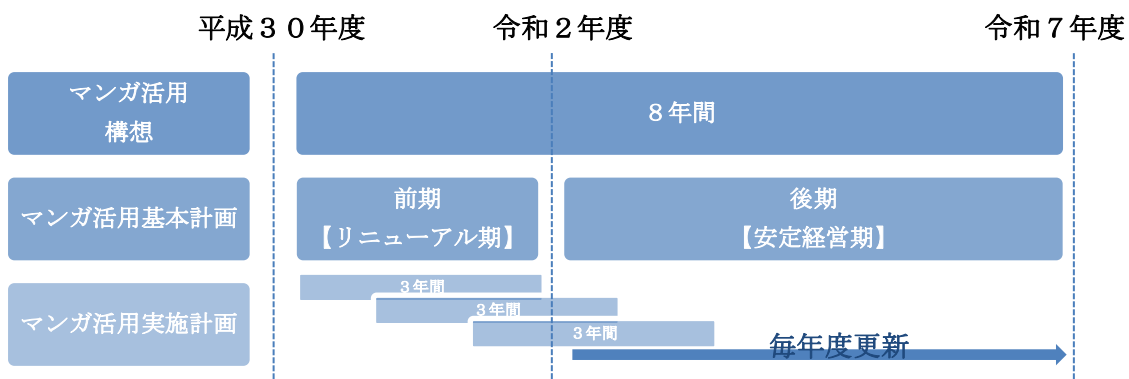 平成３０年度
令和２年度
令和７年度
マンガ活用
構想
８年間
マンガ活用基本計画
前期
【リニューアル期】
後期
【安定経営期】
マンガ活用実施計画
３年間
３年間
３年間
毎年度更新